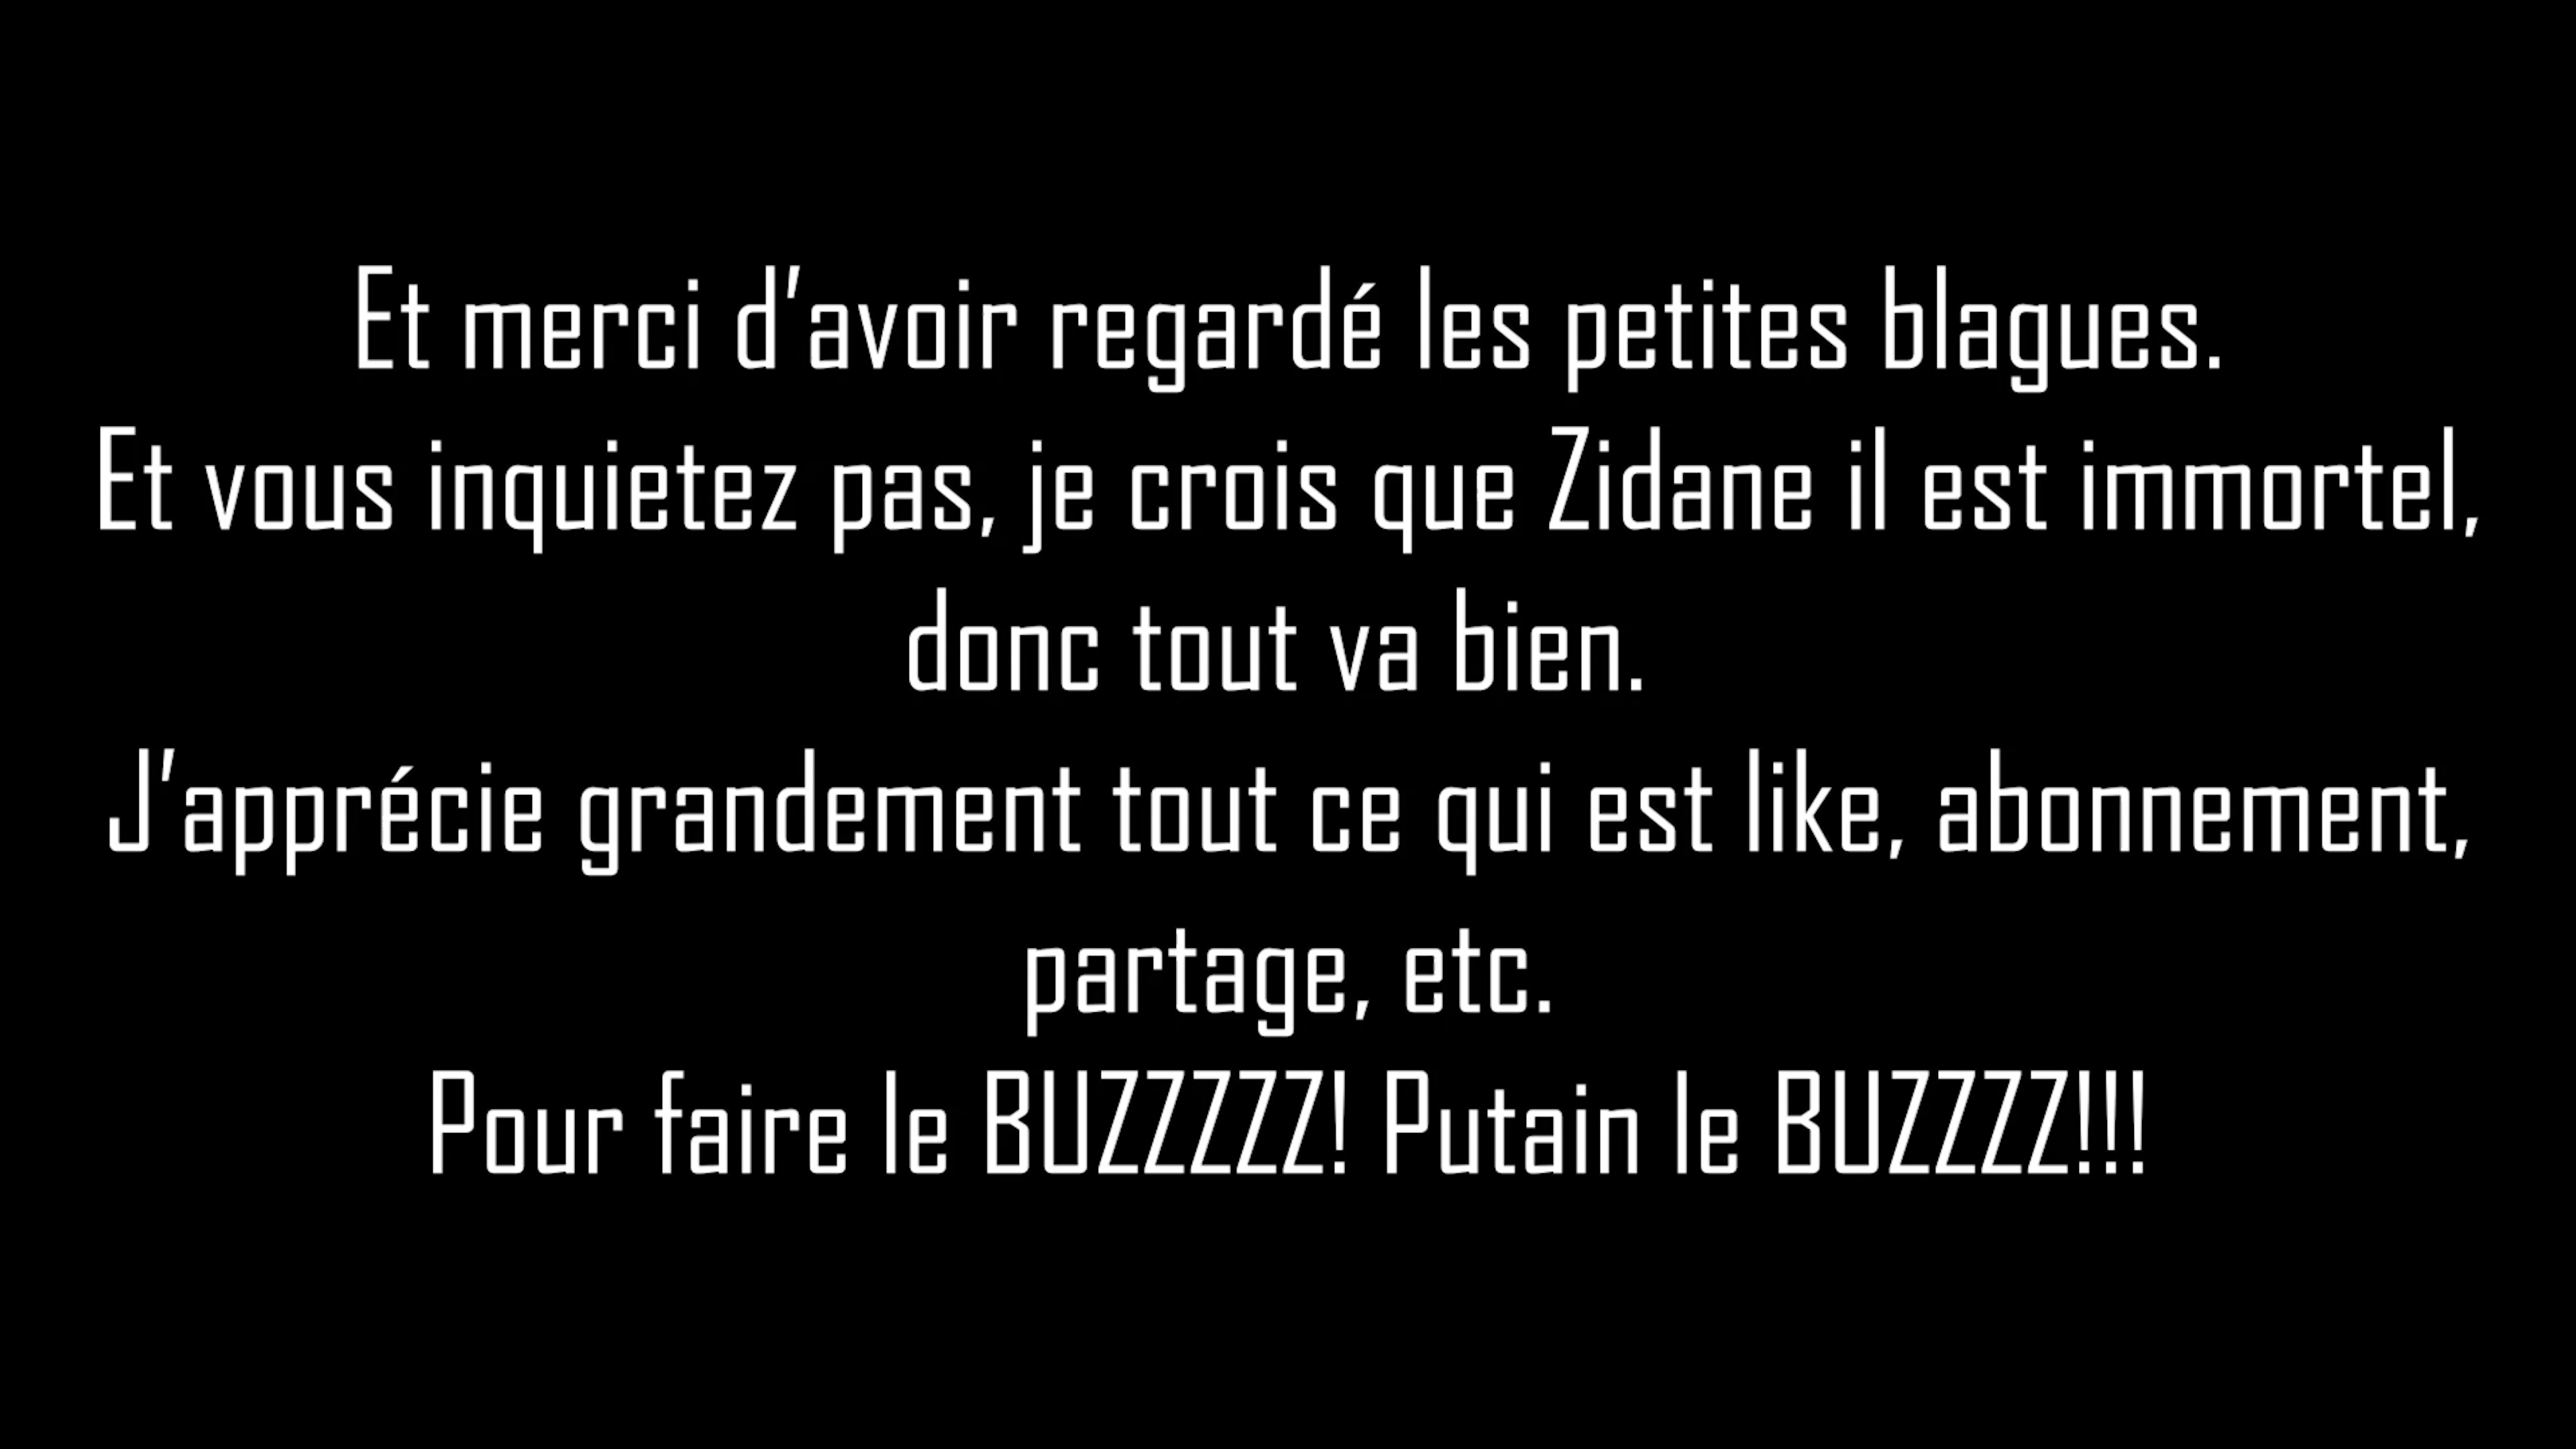 Et merci d'avoir regardé les petites blagues.
Et vous inquietez pas, je crois que Zidane il est immortel,
donc tout va bien.
J'apprécie grandement tout ce qui est like, abonnement,
partage, etc.
Pour faire le BUZZZZZ! Putain le BUZZZZ!!!